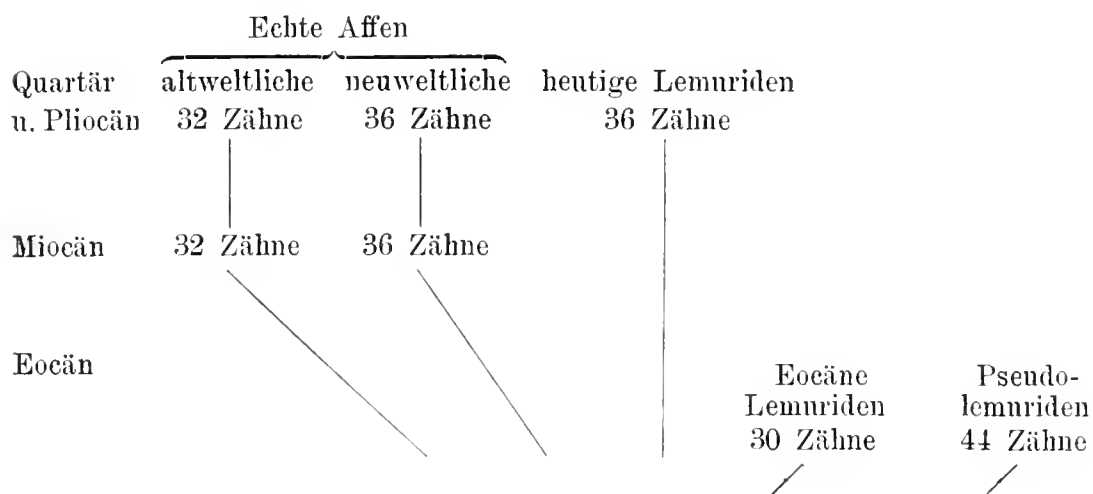 Echte Affen
Quartär altweltliche neuweltliche heutige Lemuriden
u. Pliocän 32 Zähne 36 Zähne 36 Zähne
Miocän 32 Zähne 36 Zähne
Eocän
Eocäne Pseudo-
Lemuriden lemuriden
30 Zähne 44 Zähne